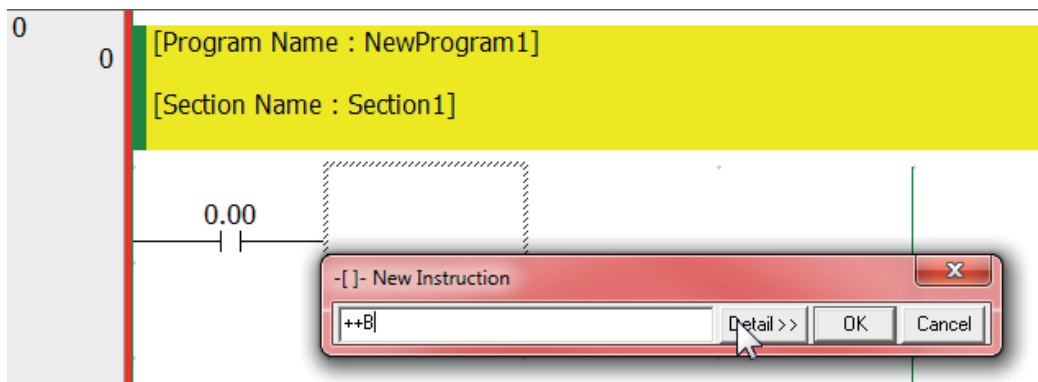 0
0
[Program Name : NewProgram1]
[Section Name : Section1]
0.00
-[ ]- New Instruction
++B
Detail >>
OK
Cancel